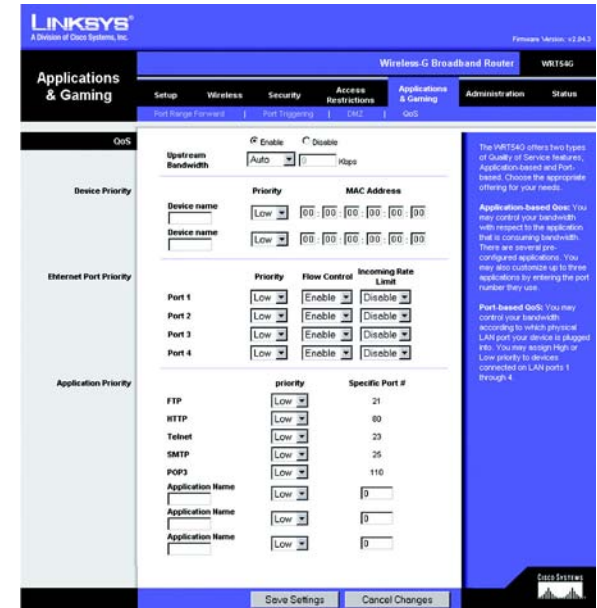 LINKSYS®
A Division of Cisco Systems, Inc.
Firmware Version: v2.04.3
Wireless-G Broadband Router WRT54G
Applications & Gaming
Setup Wireless Security Access Restrictions Applications & Gaming Administration Status
Port Range Forward | Port Triggering | DMZ | QoS
QoS
Enable Disable
Upstream Bandwidth Auto 0 Kbps
Device Priority
Priority MAC Address
Device name
Low 00 : 00 : 00 : 00 : 00 : 00
Device name
Low 00 : 00 : 00 : 00 : 00 : 00
Ethernet Port Priority
Priority Flow Control Incoming Rate Limit
Port 1 Low Enable Disable
Port 2 Low Enable Disable
Port 3 Low Enable Disable
Port 4 Low Enable Disable
Application Priority
priority Specific Port #
FTP Low 21
HTTP Low 80
Telnet Low 23
SMTP Low 25
POP3 Low 110
Application Name
Low 0
Application Name
Low 0
Application Name
Low 0
Save Settings Cancel Changes
The WRT54G offers two types
of Quality of Service features,
Application-based and Port-
based. Choose the appropriate
offering for your needs.
Application-based Qos: You
may control your bandwidth
with respect to the application
that is consuming bandwidth.
There are several pre-
configured applications. You
may also customize up to three
applications by entering the port
number they use.
Port-based QoS: You may
control your bandwidth
according to which physical
LAN port your device is plugged
into. You may assign High or
Low priority to devices
connected on LAN ports 1
through 4.
CISCO SYSTEMS